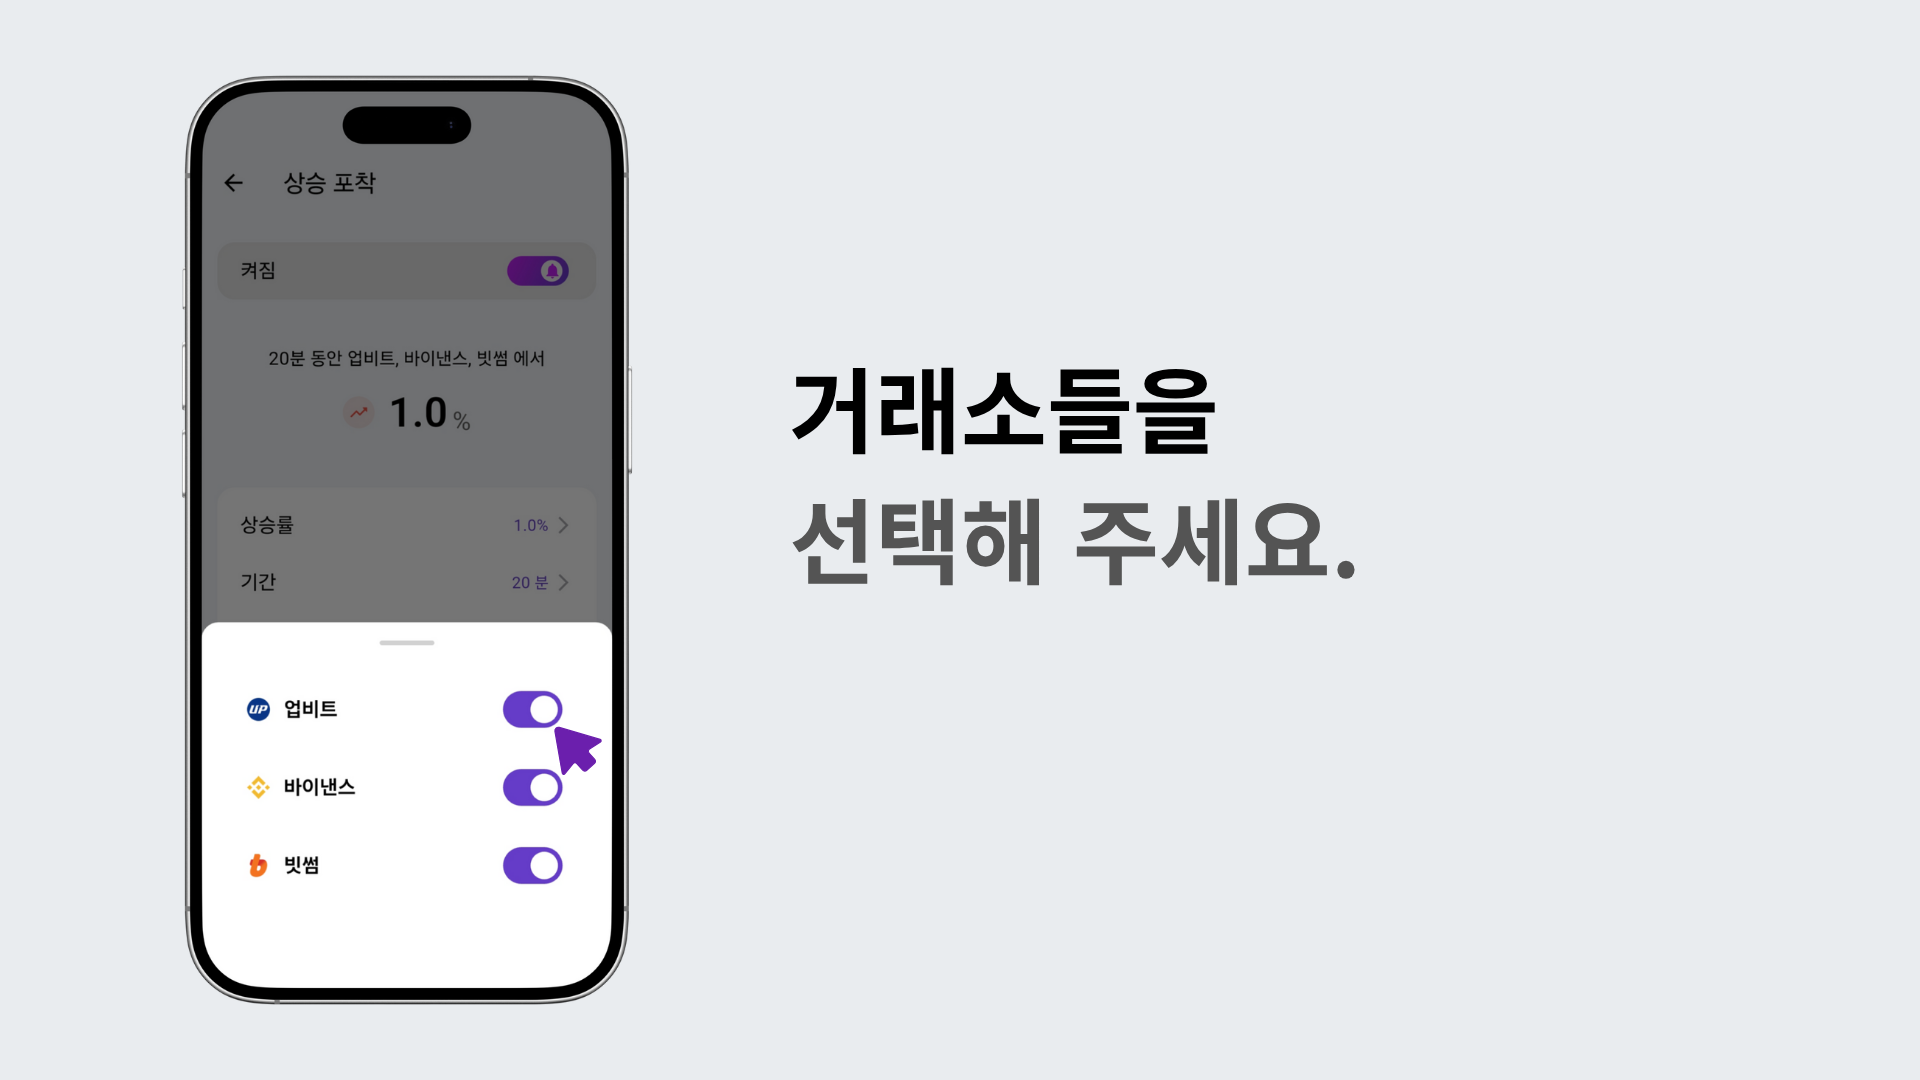 상승 포착
켜짐
20분 동안 업비트, 바이낸스, 빗썸 에서
1.0 %
상승률 1.0%
기간 20 분
UP 업비트
바이낸스
b 빗썸
거래소들을
선택해 주세요.